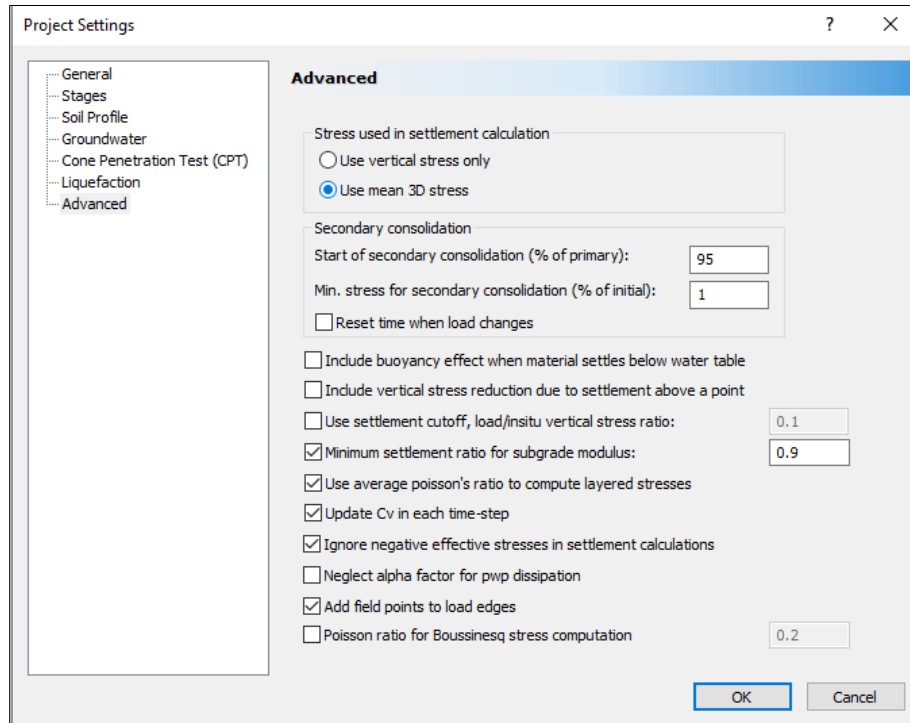 Project Settings
?
General
Stages
Soil Profile
Groundwater
Cone Penetration Test (CPT)
Liquefaction
Advanced
Advanced
Stress used in settlement calculation
Use vertical stress only
Use mean 3D stress
Secondary consolidation
Start of secondary consolidation (% of primary): 95
Min. stress for secondary consolidation (% of initial): 1
Reset time when load changes
Include buoyancy effect when material settles below water table
Include vertical stress reduction due to settlement above a point
Use settlement cutoff, load/insitu vertical stress ratio: 0.1
Minimum settlement ratio for subgrade modulus: 0.9
Use average poisson's ratio to compute layered stresses
Update Cv in each time-step
Ignore negative effective stresses in settlement calculations
Neglect alpha factor for pwp dissipation
Add field points to load edges
Poisson ratio for Boussinesq stress computation 0.2
OK Cancel